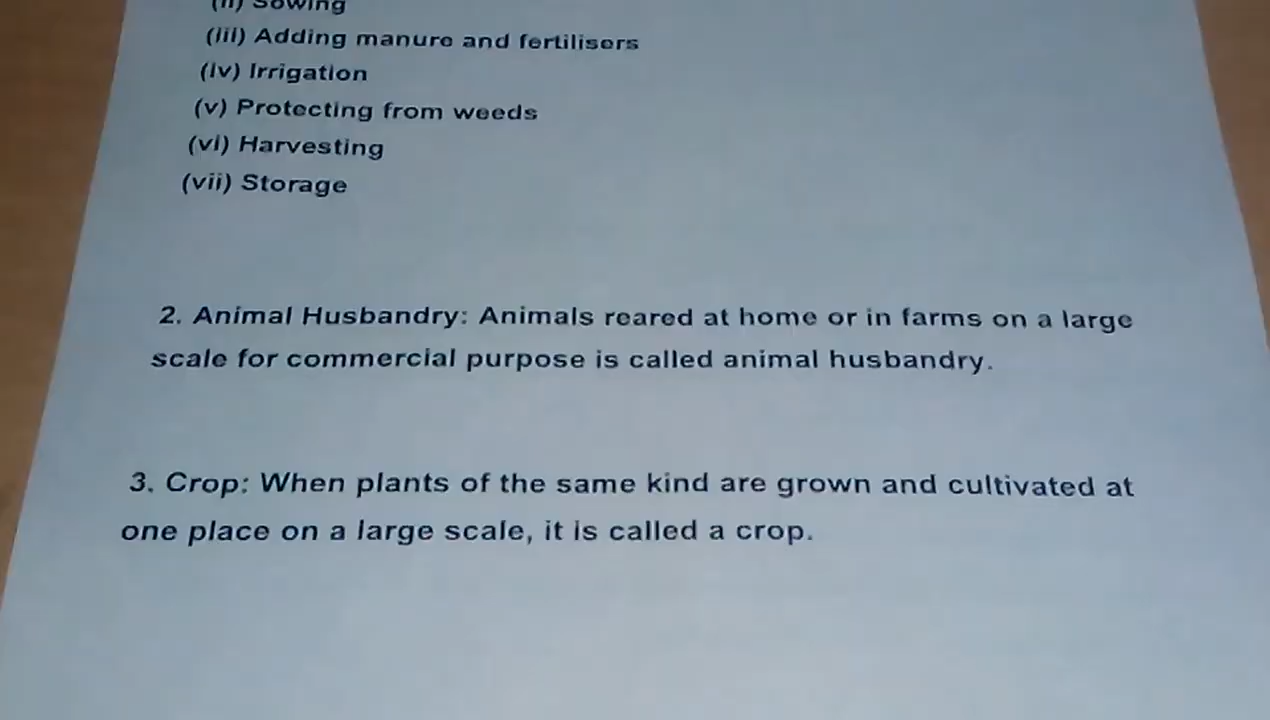 (ii) Sowing
(iii) Adding manure and fertilisers
(iv) Irrigation
(v) Protecting from weeds
(vi) Harvesting
(vii) Storage
2. Animal Husbandry: Animals reared at home or in farms on a large
scale for commercial purpose is called animal husbandry.
3. Crop: When plants of the same kind are grown and cultivated at
one place on a large scale, it is called a crop.